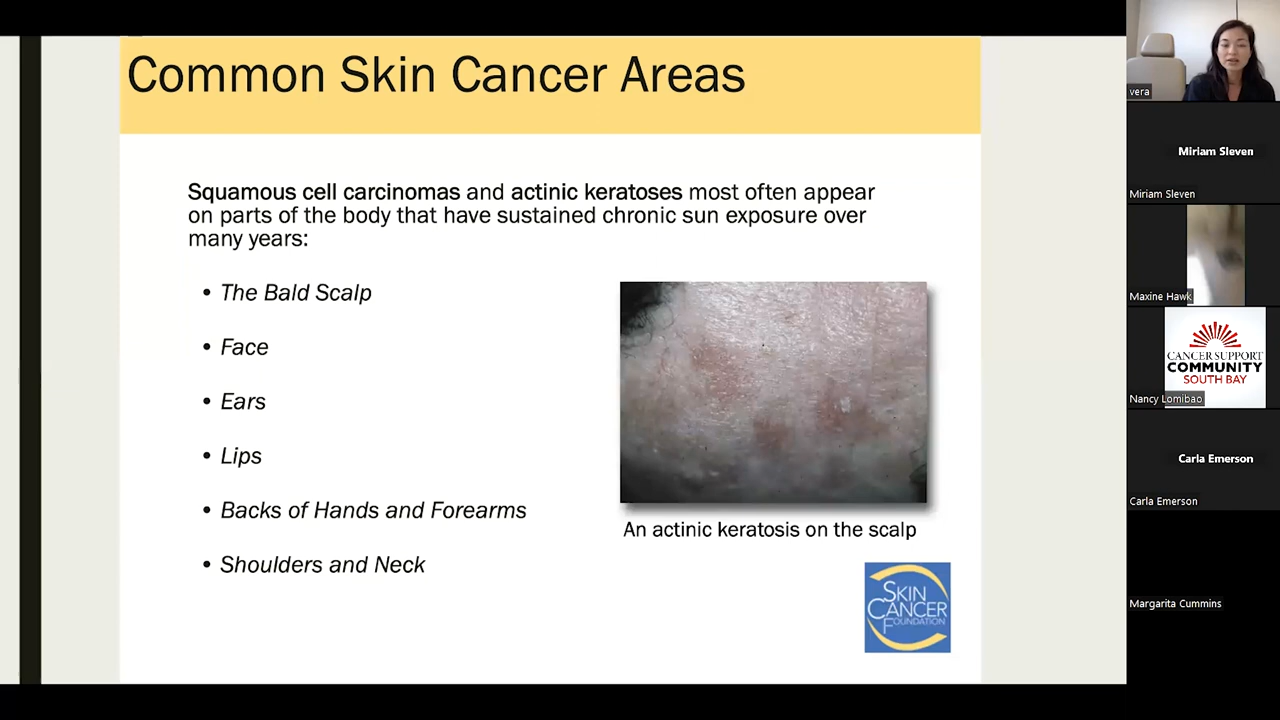 Common Skin Cancer Areas
Squamous cell carcinomas and actinic keratoses most often appear
on parts of the body that have sustained chronic sun exposure over
many years:
• The Bald Scalp
• Face
• Ears
• Lips
• Backs of Hands and Forearms
• Shoulders and Neck
An actinic keratosis on the scalp
SKIN
CANCER
FOUNDATION
vera
Miriam Sleven
Miriam Sleven
Maxine Hawk
CANCER SUPPORT
COMMUNITY
SOUTH BAY
Nancy Lomibao
Carla Emerson
Carla Emerson
Margarita Cummins